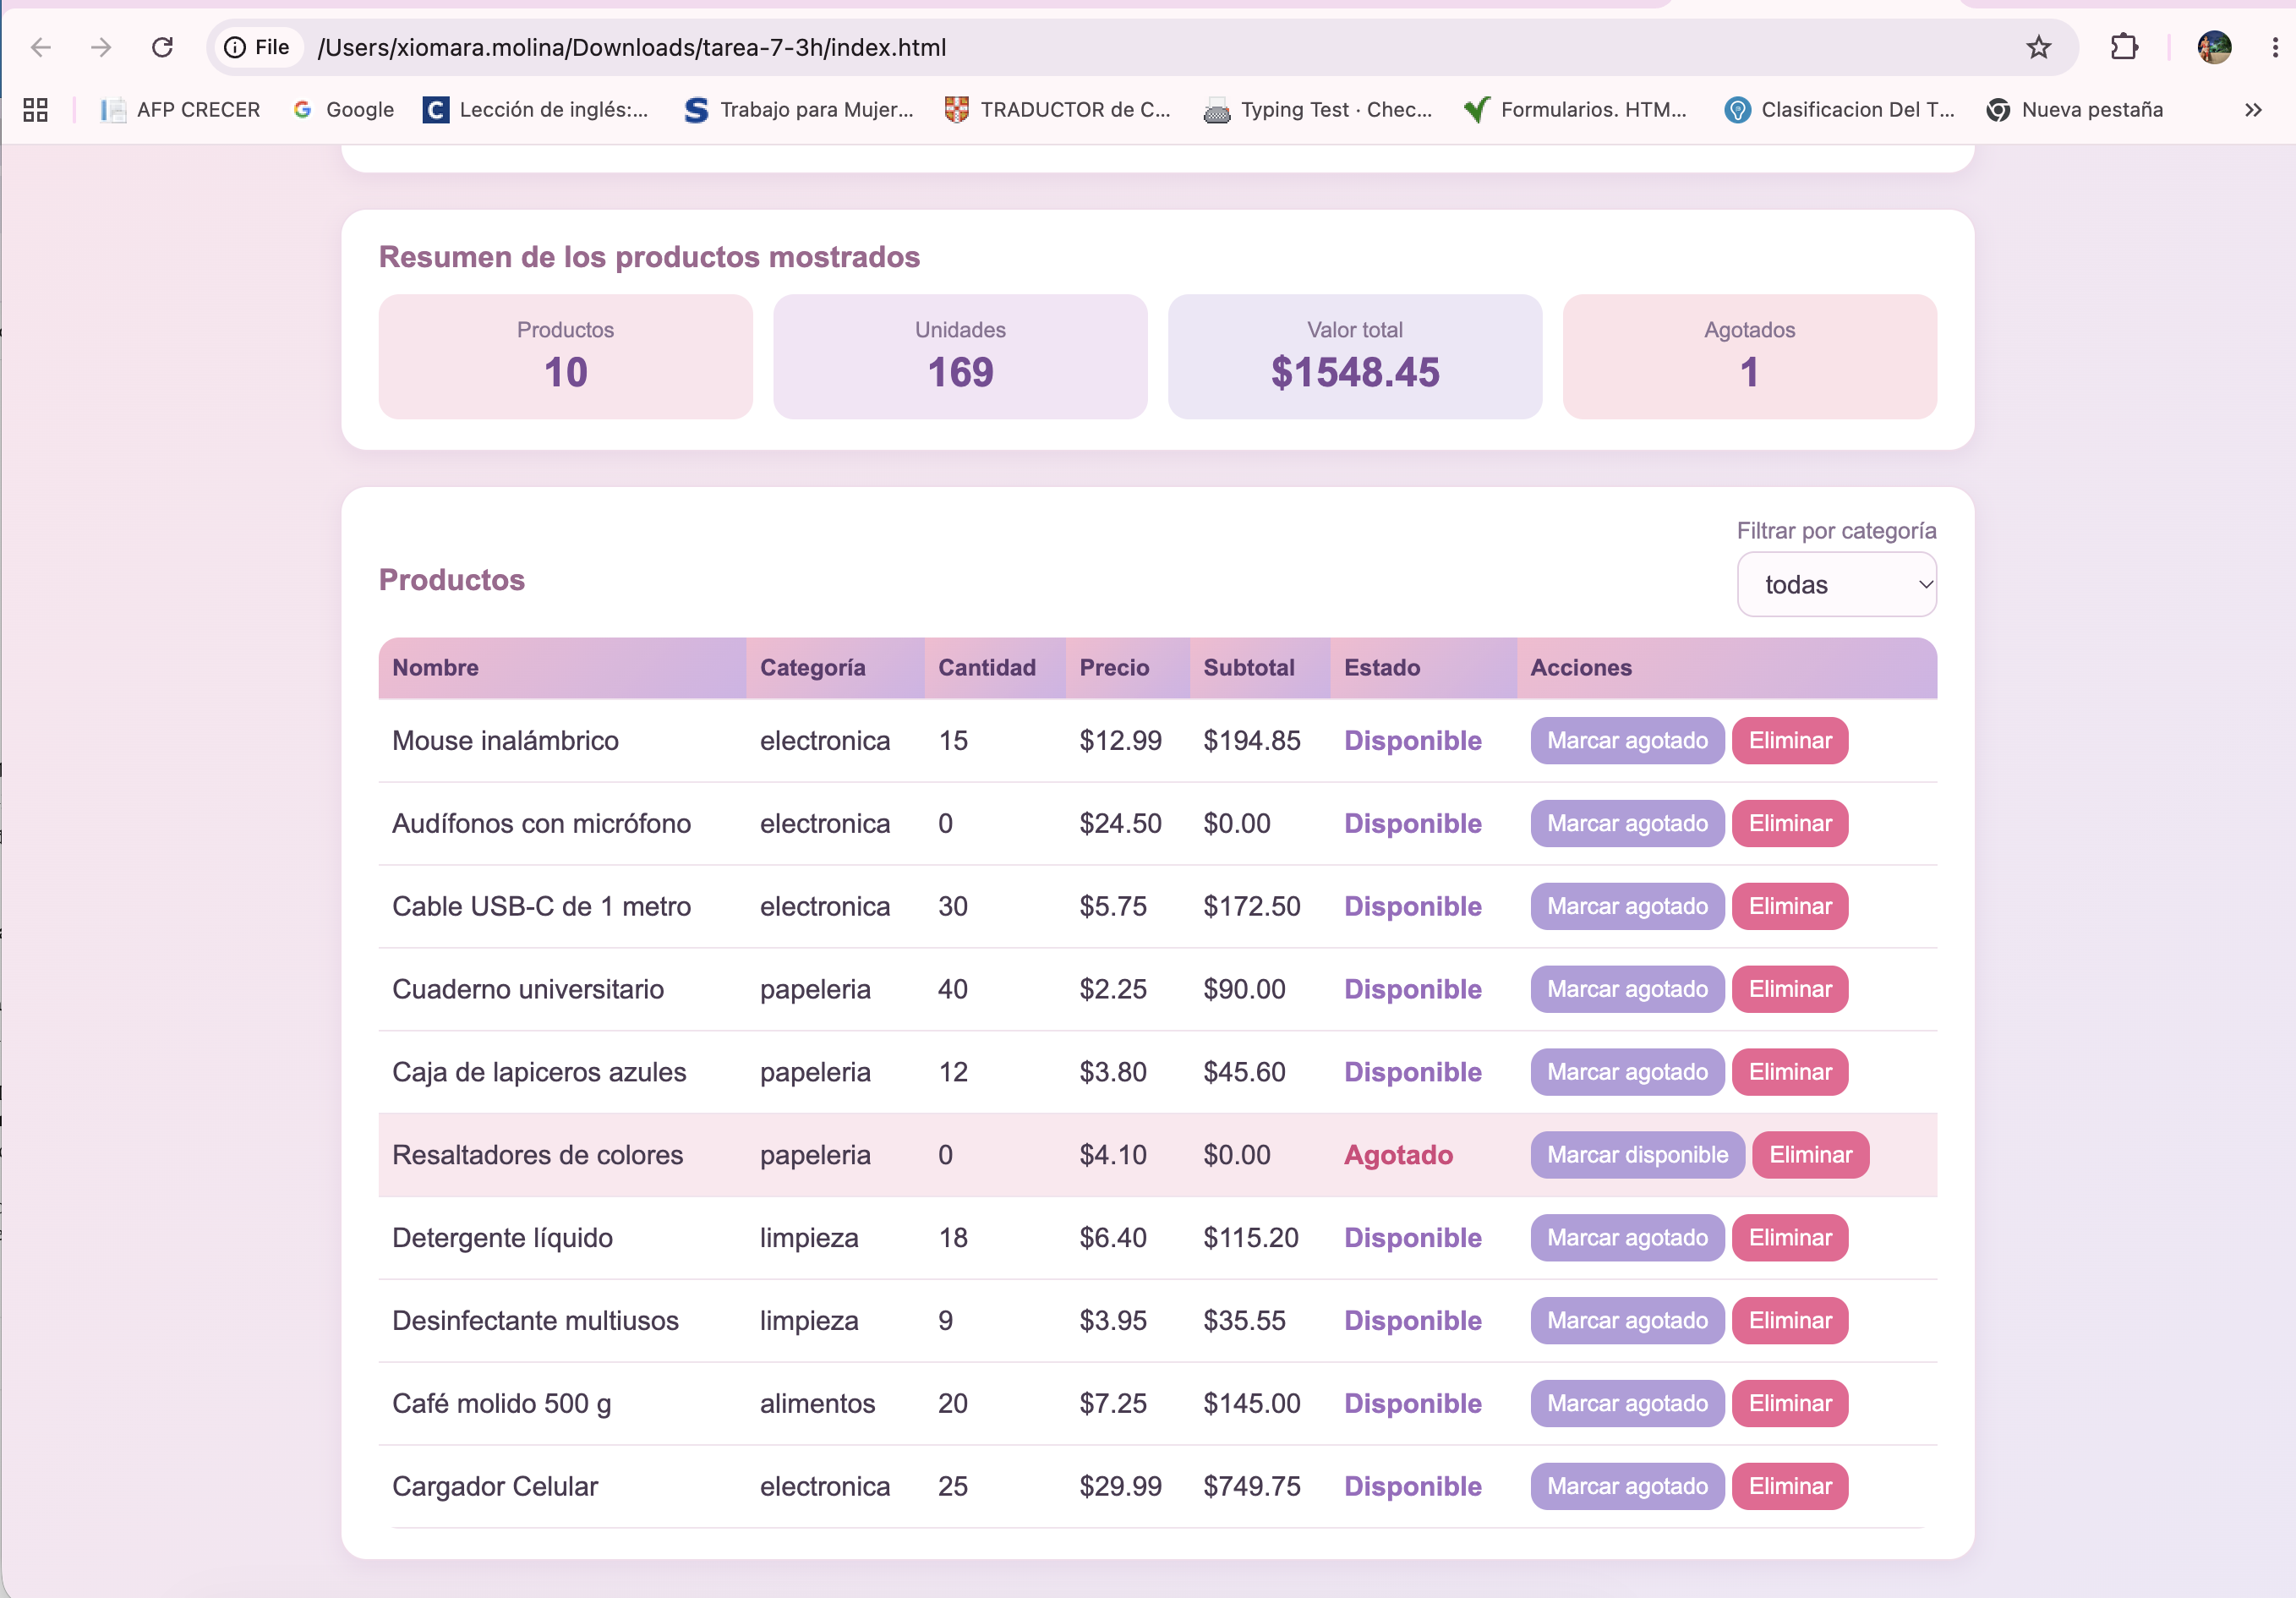 File /Users/xiomara.molina/Downloads/tarea-7-3h/index.html
AFP CRECER Google Lección de inglés:... Trabajo para Mujer... TRADUCTOR de C... Typing Test · Chec... Formularios. HTM... Clasificacion Del T... Nueva pestaña »
Resumen de los productos mostrados
Productos Unidades Valor total Agotados
10 169 $1548.45 1
Filtrar por categoría
Productos todas
Nombre Categoría Cantidad Precio Subtotal Estado Acciones
Mouse inalámbrico electronica 15 $12.99 $194.85 Disponible Marcar agotado Eliminar
Audífonos con micrófono electronica 0 $24.50 $0.00 Disponible Marcar agotado Eliminar
Cable USB-C de 1 metro electronica 30 $5.75 $172.50 Disponible Marcar agotado Eliminar
Cuaderno universitario papeleria 40 $2.25 $90.00 Disponible Marcar agotado Eliminar
Caja de lapiceros azules papeleria 12 $3.80 $45.60 Disponible Marcar agotado Eliminar
Resaltadores de colores papeleria 0 $4.10 $0.00 Agotado Marcar disponible Eliminar
Detergente líquido limpieza 18 $6.40 $115.20 Disponible Marcar agotado Eliminar
Desinfectante multiusos limpieza 9 $3.95 $35.55 Disponible Marcar agotado Eliminar
Café molido 500 g alimentos 20 $7.25 $145.00 Disponible Marcar agotado Eliminar
Cargador Celular electronica 25 $29.99 $749.75 Disponible Marcar agotado Eliminar